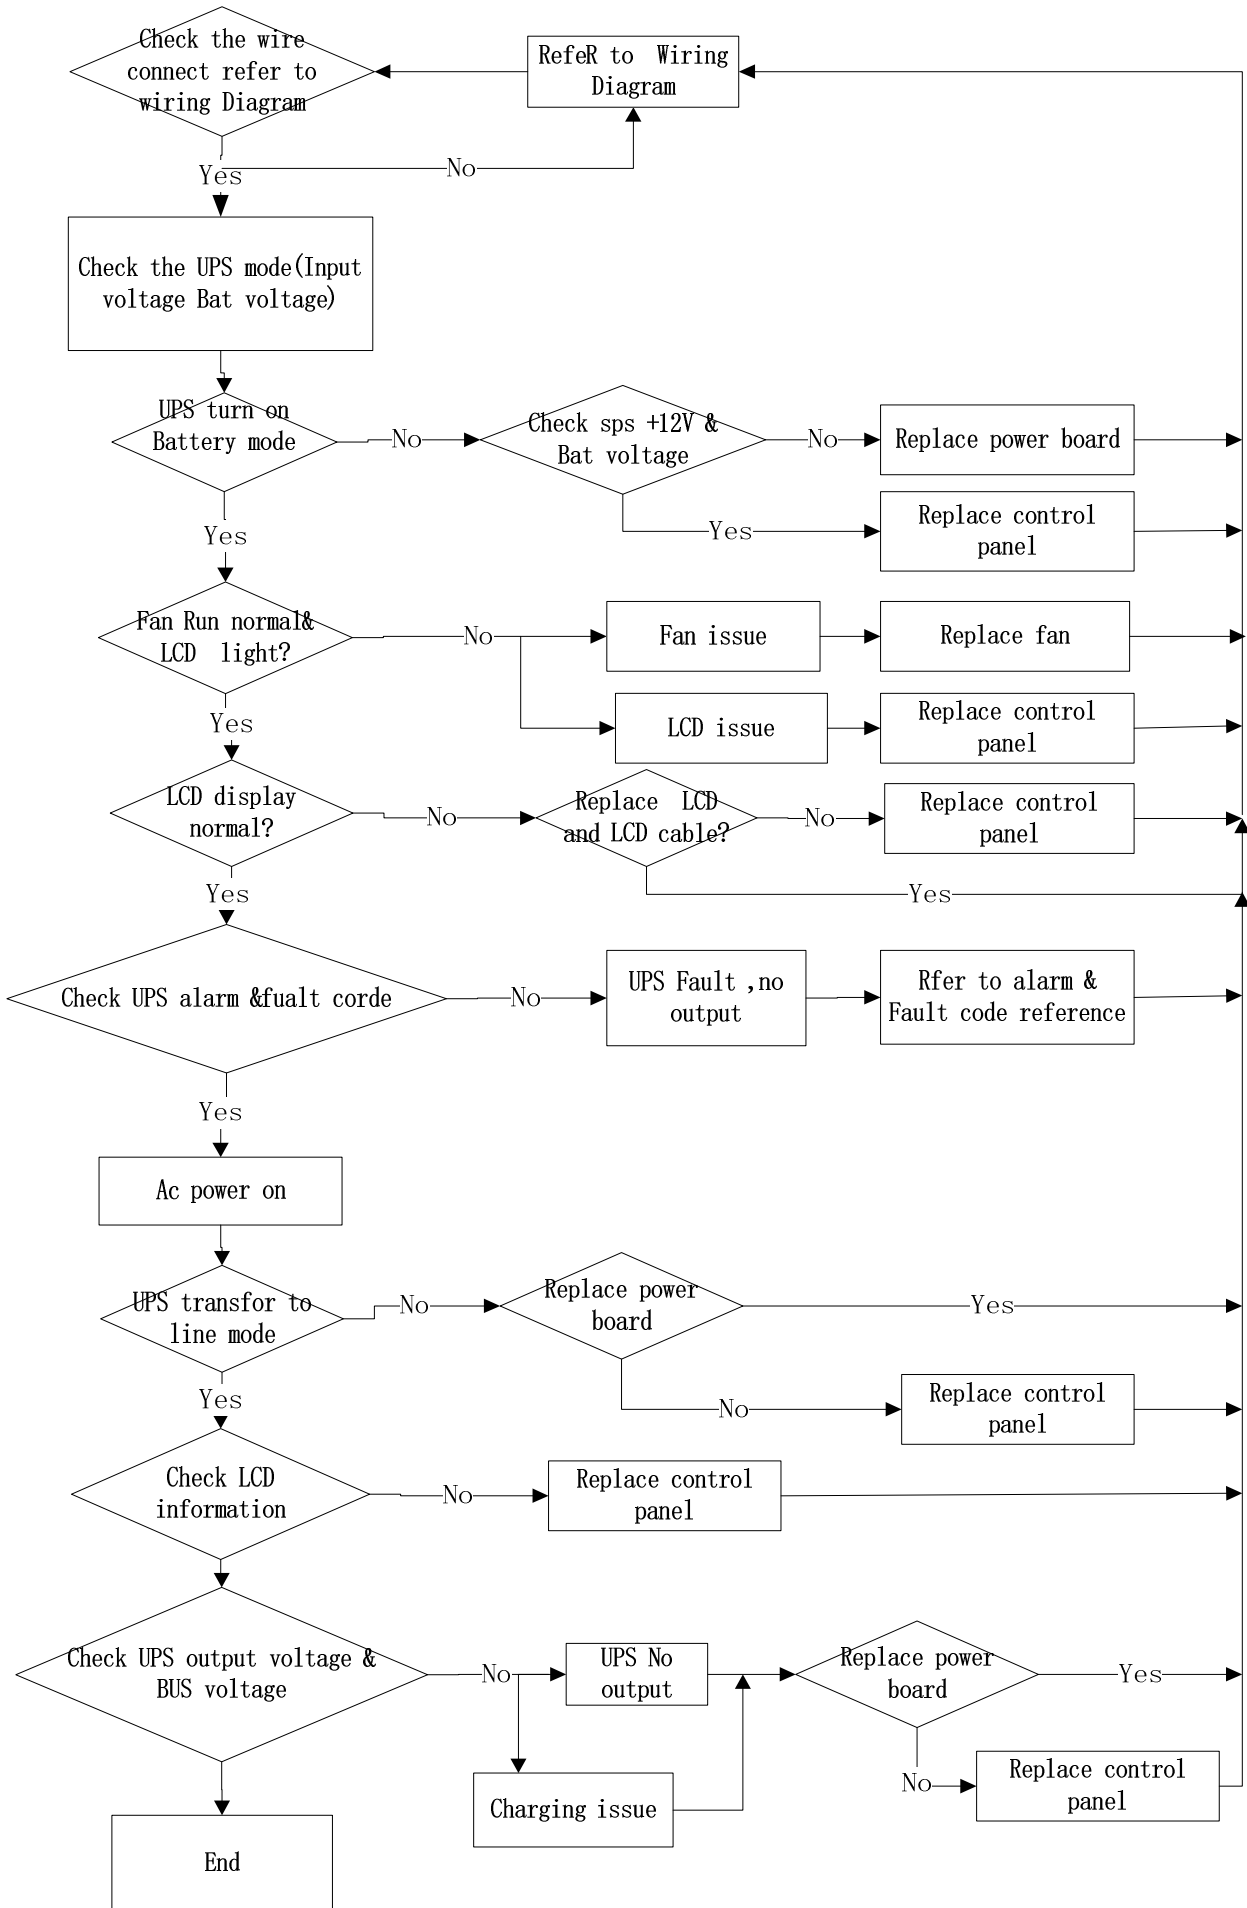 Check the wire
connect refer to
wiring Diagram
RefeR to Wiring
Diagram
No
Yes
Check the UPS mode(Input
voltage Bat voltage)
UPS turn on
Battery mode
No
Check sps +12V &
Bat voltage
No
Replace power board
Yes
Replace control
panel
Yes
Fan Run normal&
LCD light?
No
Fan issue
Replace fan
LCD issue
Replace control
panel
Yes
LCD display
normal?
No
Replace LCD
and LCD cable?
No
Replace control
panel
Yes
Yes
Check UPS alarm &fualt corde
No
UPS Fault ,no
output
Rfer to alarm &
Fault code reference
Yes
Ac power on
UPS transfor to
line mode
No
Replace power
board
Yes
No
Replace control
panel
Yes
Check LCD
information
No
Replace control
panel
Check UPS output voltage &
BUS voltage
No
UPS No
output
Replace power
board
Yes
No
Replace control
panel
Charging issue
End